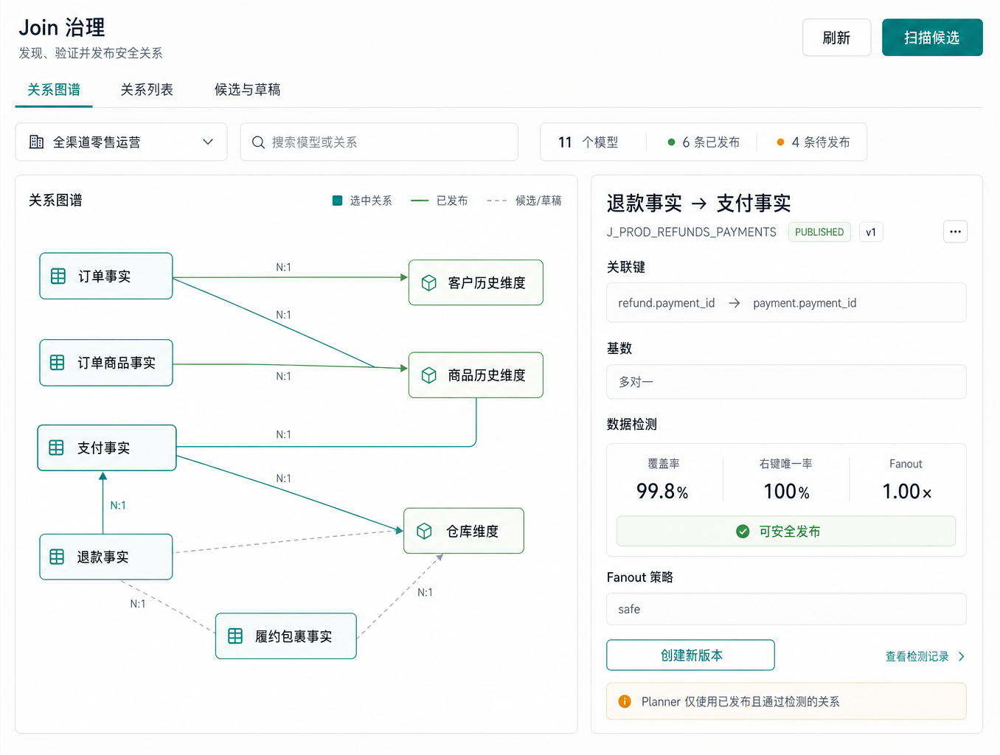 Join 治理
发现、验证并发布安全关系
刷新
扫描候选
关系图谱
关系列表
候选与草稿
全渠道零售运营
搜索模型或关系
11 个模型
6 条已发布
4 条待发布
关系图谱
选中关系
已发布
候选/草稿
订单事实
N:1
客户历史维度
N:1
订单商品事实
N:1
商品历史维度
支付事实
N:1
N:1
N:1
退款事实
仓库维度
N:1
N:1
履约包裹事实
退款事实 → 支付事实
J_PROD_REFUNDS_PAYMENTS
PUBLISHED
v1
关联键
refund.payment_id → payment.payment_id
基数
多对一
数据检测
覆盖率
99.8%
右键唯一率
100%
Fanout
1.00×
可安全发布
Fanout 策略
safe
创建新版本
查看检测记录
Planner 仅使用已发布且通过检测的关系